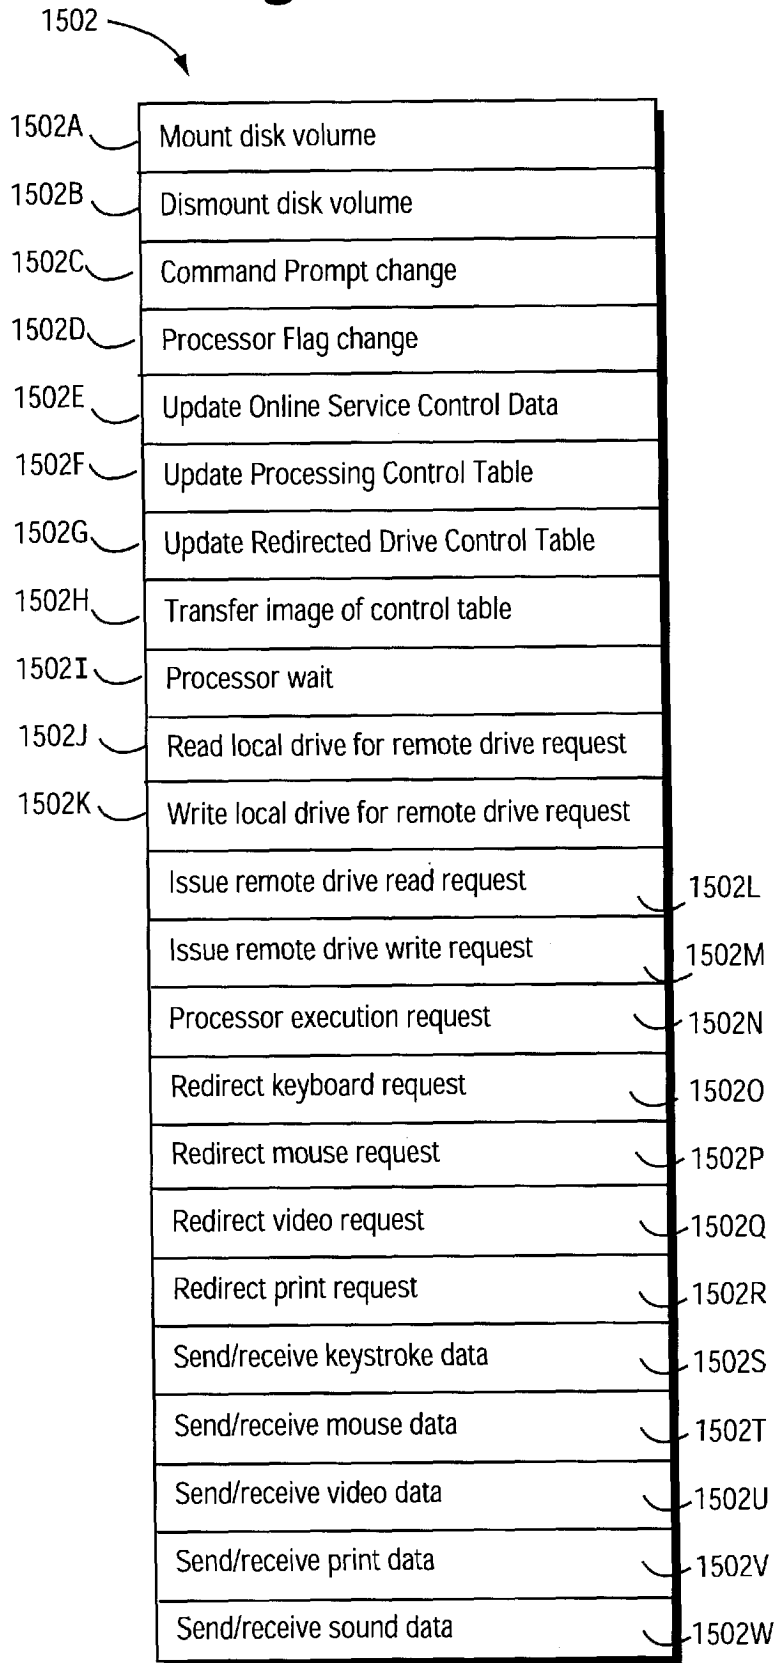 1502
1502A Mount disk volume
1502B Dismount disk volume
1502C Command Prompt change
1502D Processor Flag change
1502E Update Online Service Control Data
1502F Update Processing Control Table
1502G Update Redirected Drive Control Table
1502H Transfer image of control table
1502I Processor wait
1502J Read local drive for remote drive request
1502K Write local drive for remote drive request
Issue remote drive read request 1502L
Issue remote drive write request 1502M
Processor execution request 1502N
Redirect keyboard request 1502O
Redirect mouse request 1502P
Redirect video request 1502Q
Redirect print request 1502R
Send/receive keystroke data 1502S
Send/receive mouse data 1502T
Send/receive video data 1502U
Send/receive print data 1502V
Send/receive sound data 1502W